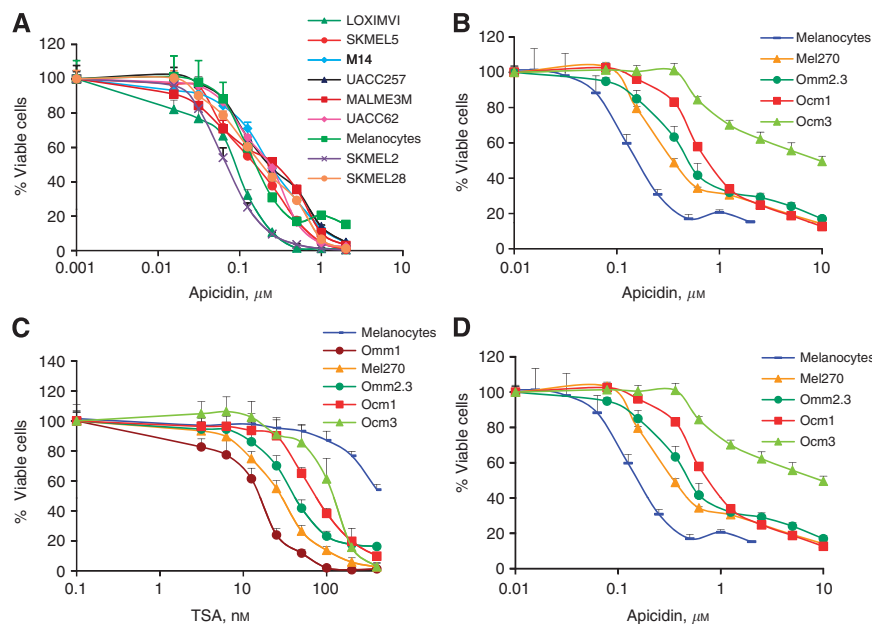 A
% Viable cells
120
100
80
60
40
20
0
0.001
0.01
0.1
1
10
Apicidin, μM
LOXIMVI
SKMEL5
M14
UACC257
MALME3M
UACC62
Melanocytes
SKMEL2
SKMEL28
B
% Viable cells
120
100
80
60
40
20
0
0.01
0.1
1
10
Apicidin, μM
Melanocytes
Mel270
Omm2.3
Ocm1
Ocm3
C
% Viable cells
140
120
100
80
60
40
20
0
0.1
1
10
100
TSA, nM
Melanocytes
Omm1
Mel270
Omm2.3
Ocm1
Ocm3
D
% Viable cells
120
100
80
60
40
20
0
0.01
0.1
1
10
Apicidin, μM
Melanocytes
Mel270
Omm2.3
Ocm1
Ocm3